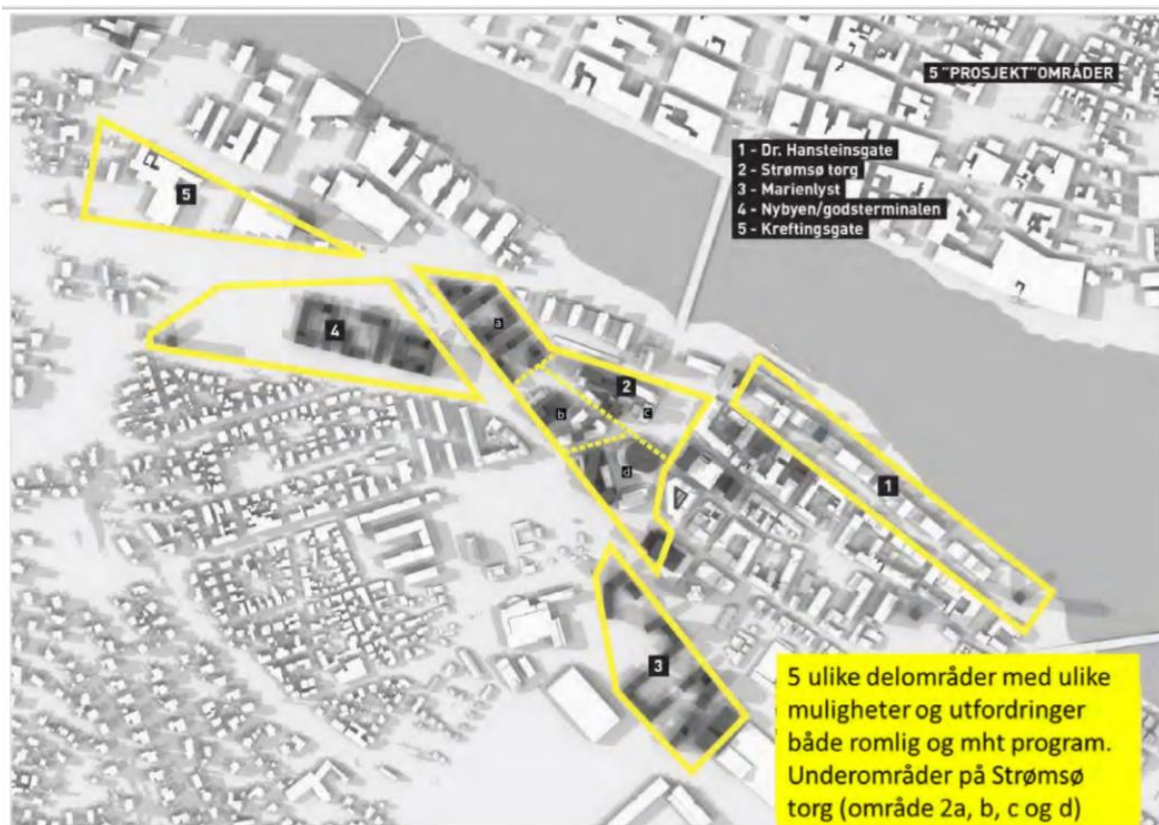 5 "PROSJEKT"OMRÅDER
1 - Dr. Hansteinsgate
2 - Strømsø torg
3 - Marienlyst
4 - Nybyen/godsterminalen
5 - Kreftingsgate
5
4
a
2
b
c
d
1
3
5 ulike delområder med ulike
muligheter og utfordringer
både romlig og mht program.
Underområder på Strømsø
torg (område 2a, b, c og d)